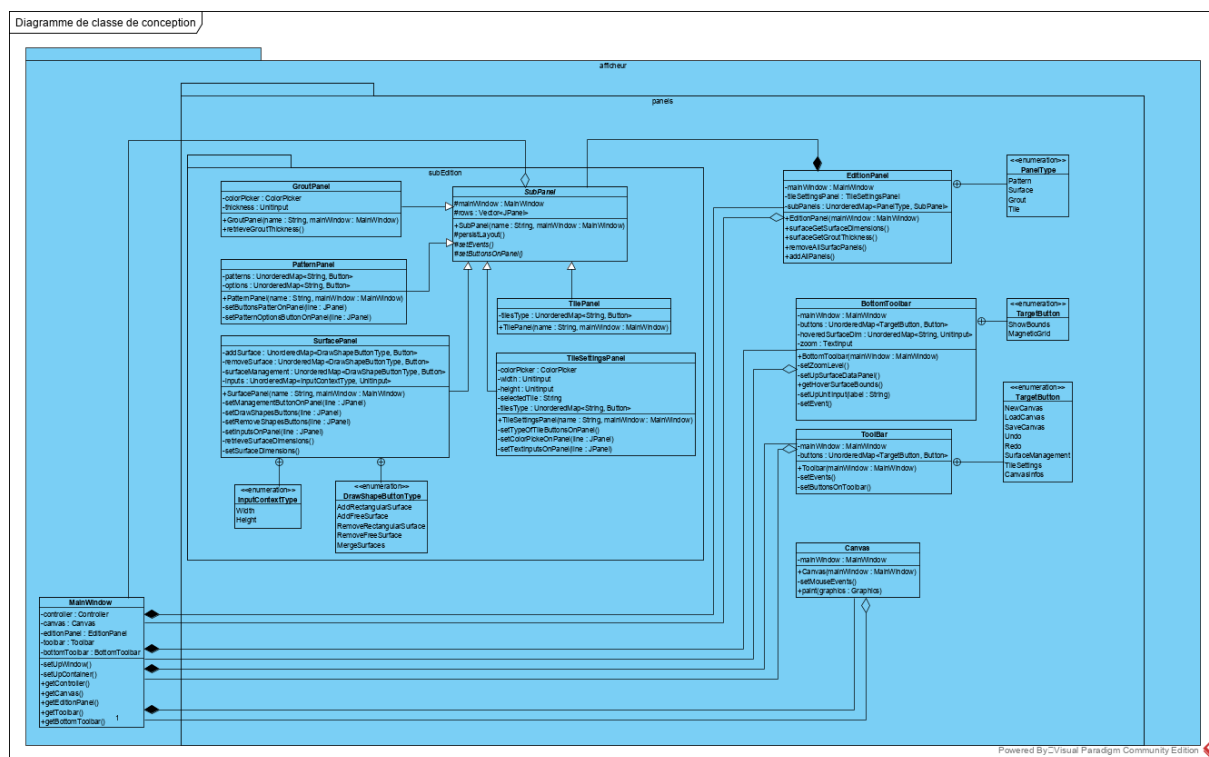 Diagramme de classe de conception
afficheur
panels
subEdition
GroutPanel
-colorPicker : ColorPicker
-thickness : UnitInput
+GroutPanel(name : String, mainWindow : MainWindow)
+retrieveGroutThickness()
SubPanel
#mainWindow : MainWindow
#rows : Vector<JPanel>
+SubPanel(name : String, mainWindow : MainWindow)
#persistLayout()
#setEvents()
#setButtonsOnPanel()
PatternPanel
-patterns : UnorderedMap<String, Button>
-options : UnorderedMap<String, Button>
+PatternPanel(name : String, mainWindow : MainWindow)
-setButtonsPatterOnPanel(line : JPanel)
-setPatternOptionsButtonOnPanel(line : JPanel)
TilePanel
-tilesType : UnorderedMap<String, Button>
+TilePanel(name : String, mainWindow : MainWindow)
SurfacePanel
-addSurface : UnorderedMap<DrawShapeButtonType, Button>
-removeSurface : UnorderedMap<DrawShapeButtonType, Button>
-surfaceManagement : UnorderedMap<DrawShapeButtonType, Button>
-inputs : UnorderedMap<InputContextType, UnitInput>
+SurfacePanel(name : String, mainWindow : MainWindow)
-setManagementButtonOnPanel(line : JPanel)
-setDrawShapesButtons(line : JPanel)
-setRemoveShapesButtons(line : JPanel)
-setInputsOnPanel(line : JPanel)
-retrieveSurfaceDimensions()
-setSurfaceDimensions()
TileSettingsPanel
-colorPicker : ColorPicker
-width : UnitInput
-height : UnitInput
-selectedTile : String
-tilesType : UnorderedMap<String, Button>
+TileSettingsPanel(name : String, mainWindow : MainWindow)
-setTypeOfTileButtonsOnPanel()
-setColorPickeOnPanel(line : JPanel)
-setTextInputsOnPanel(line : JPanel)
<<enumeration>>
InputContextType
Width
Height
<<enumeration>>
DrawShapeButtonType
AddRectangularSurface
AddFreeSurface
RemoveRectangularSurface
RemoveFreeSurface
MergeSurfaces
EditionPanel
-mainWindow : MainWindow
-tileSettingsPanel : TileSettingsPanel
-subPanels : UnorderedMap<PanelType, SubPanel>
+EditionPanel(mainWindow : MainWindow)
+surfaceGetSurfaceDimensions()
+surfaceGetGroutThickness()
+removeAllSurfacPanels()
+addAllPanels()
<<enumeration>>
PanelType
Pattern
Surface
Grout
Tile
BottomToolbar
-mainWindow : MainWindow
-buttons : UnorderedMap<TargetButton, Button>
-hoveredSurfaceDim : UnorderedMap<String, UnitInput>
-zoom : TextInput
+BottomToolbar(mainWindow : MainWindow)
-setZoomLevel()
-setUpSurfaceDataPanel()
+getHoverSurfaceBounds()
-setUpUnitInput(label : String)
-setEvent()
<<enumeration>>
TargetButton
ShowBounds
MagneticGrid
ToolBar
-mainWindow : MainWindow
-buttons : UnorderedMap<TargetButton, Button>
+Toolbar(mainWindow : MainWindow)
-setEvents()
-setButtonsOnToolbar()
<<enumeration>>
TargetButton
NewCanvas
LoadCanvas
SaveCanvas
Undo
Redo
SurfaceManagement
TileSettings
CanvasInfos
Canvas
-mainWindow : MainWindow
+Canvas(mainWindow : MainWindow)
-setMouseEvents()
+paint(graphics : Graphics)
MainWindow
-controller : Controller
-canvas : Canvas
-editionPanel : EditionPanel
-toolbar : Toolbar
-bottomToolbar : BottomToolbar
-setUpWindow()
-setUpContainer()
+getController()
+getCanvas()
+getEditionPanel()
+getToolbar()
+getBottomToolbar()
1
Powered By Visual Paradigm Community Edition